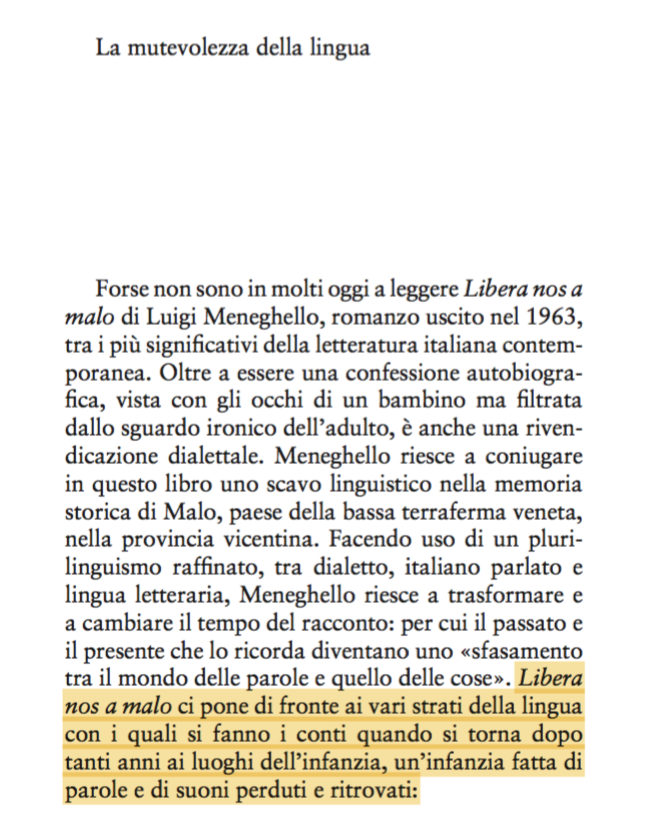 La mutevolezza della lingua
Forse non sono in molti oggi a leggere Libera nos a
malo di Luigi Meneghello, romanzo uscito nel 1963,
tra i più significativi della letteratura italiana contem-
poranea. Oltre a essere una confessione autobiogra-
fica, vista con gli occhi di un bambino ma filtrata
dallo sguardo ironico dell’adulto, è anche una riven-
dicazione dialettale. Meneghello riesce a coniugare
in questo libro uno scavo linguistico nella memoria
storica di Malo, paese della bassa terraferma veneta,
nella provincia vicentina. Facendo uso di un pluri-
linguismo raffinato, tra dialetto, italiano parlato e
lingua letteraria, Meneghello riesce a trasformare e
a cambiare il tempo del racconto: per cui il passato e
il presente che lo ricorda diventano uno «sfasamento
tra il mondo delle parole e quello delle cose». Libera
nos a malo ci pone di fronte ai vari strati della lingua
con i quali si fanno i conti quando si torna dopo
tanti anni ai luoghi dell’infanzia, un’infanzia fatta di
parole e di suoni perduti e ritrovati: